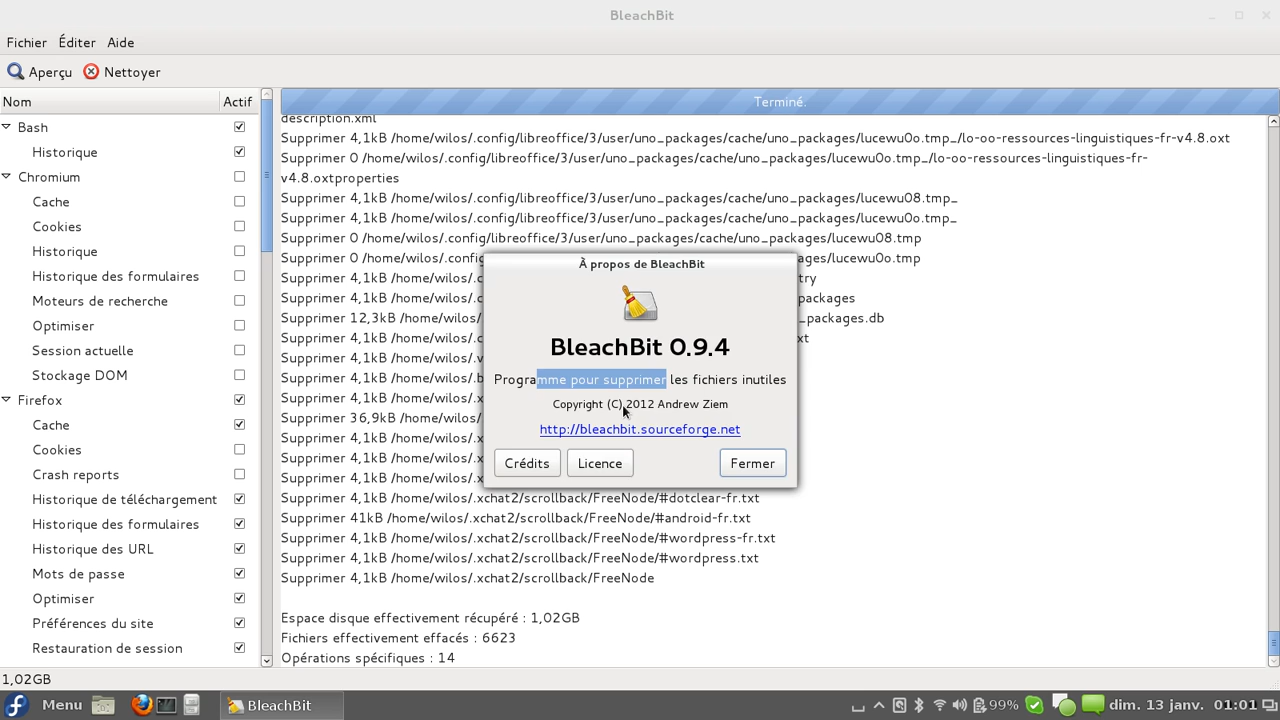 BleachBit
Fichier Éditer Aide
Aperçu Nettoyer
Nom Actif
Bash
Historique
Chromium
Cache
Cookies
Historique
Historique des formulaires
Moteurs de recherche
Optimiser
Session actuelle
Stockage DOM
Firefox
Cache
Cookies
Crash reports
Historique de téléchargement
Historique des formulaires
Historique des URL
Mots de passe
Optimiser
Préférences du site
Restauration de session
Terminé.
description.xml
Supprimer 4,1kB /home/wilos/.config/libreoffice/3/user/uno_packages/cache/uno_packages/lucewu0o.tmp_/lo-oo-ressources-linguistiques-fr-v4.8.oxt
Supprimer 0 /home/wilos/.config/libreoffice/3/user/uno_packages/cache/uno_packages/lucewu0o.tmp_/lo-oo-ressources-linguistiques-fr-
v4.8.oxtproperties
Supprimer 4,1kB /home/wilos/.config/libreoffice/3/user/uno_packages/cache/uno_packages/lucewu08.tmp_
Supprimer 4,1kB /home/wilos/.config/libreoffice/3/user/uno_packages/cache/uno_packages/lucewu0o.tmp_
Supprimer 0 /home/wilos/.config/libreoffice/3/user/uno_packages/cache/uno_packages/lucewu08.tmp
Supprimer 0 /home/wilos/.config/libreoffice/3/user/uno_packages/cache/uno_packages/lucewu0o.tmp
Supprimer 4,1kB /home/wilos/.c try
Supprimer 4,1kB /home/wilos/.c packages
Supprimer 12,3kB /home/wilos/ _packages.db
Supprimer 4,1kB /home/wilos/.c xt
Supprimer 4,1kB /home/wilos/.v
Supprimer 4,1kB /home/wilos/.b
Supprimer 4,1kB /home/wilos/.x
Supprimer 36,9kB /home/wilos/
Supprimer 4,1kB /home/wilos/.x
Supprimer 4,1kB /home/wilos/.x
Supprimer 4,1kB /home/wilos/.x
Supprimer 4,1kB /home/wilos/.xchat2/scrollback/FreeNode/#dotclear-fr.txt
Supprimer 41kB /home/wilos/.xchat2/scrollback/FreeNode/#android-fr.txt
Supprimer 4,1kB /home/wilos/.xchat2/scrollback/FreeNode/#wordpress-fr.txt
Supprimer 4,1kB /home/wilos/.xchat2/scrollback/FreeNode/#wordpress.txt
Supprimer 4,1kB /home/wilos/.xchat2/scrollback/FreeNode
Espace disque effectivement récupéré : 1,02GB
Fichiers effectivement effacés : 6623
Opérations spécifiques : 14
À propos de BleachBit
BleachBit 0.9.4
Programme pour supprimer les fichiers inutiles
Copyright (C) 2012 Andrew Ziem
http://bleachbit.sourceforge.net
Crédits Licence Fermer
1,02GB
Menu BleachBit 99% dim. 13 janv. 01:01